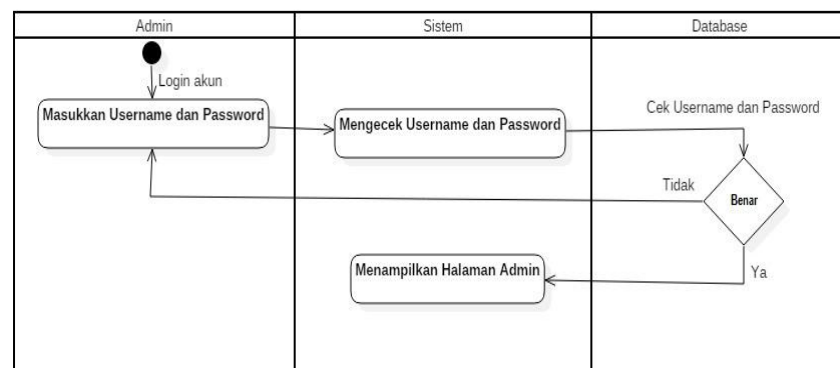 Admin
Sistem
Database
Login akun
Masukkan Username dan Password
Mengecek Username dan Password
Cek Username dan Password
Tidak
Benar
Ya
Menampilkan Halaman Admin